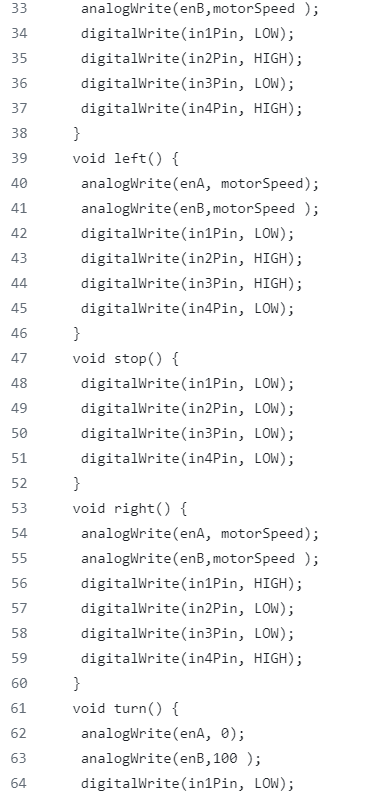 33 analogWrite(enB,motorSpeed );
34 digitalWrite(in1Pin, LOW);
35 digitalWrite(in2Pin, HIGH);
36 digitalWrite(in3Pin, LOW);
37 digitalWrite(in4Pin, HIGH);
38 }
39 void left() {
40 analogWrite(enA, motorSpeed);
41 analogWrite(enB,motorSpeed );
42 digitalWrite(in1Pin, LOW);
43 digitalWrite(in2Pin, HIGH);
44 digitalWrite(in3Pin, HIGH);
45 digitalWrite(in4Pin, LOW);
46 }
47 void stop() {
48 digitalWrite(in1Pin, LOW);
49 digitalWrite(in2Pin, LOW);
50 digitalWrite(in3Pin, LOW);
51 digitalWrite(in4Pin, LOW);
52 }
53 void right() {
54 analogWrite(enA, motorSpeed);
55 analogWrite(enB,motorSpeed );
56 digitalWrite(in1Pin, HIGH);
57 digitalWrite(in2Pin, LOW);
58 digitalWrite(in3Pin, LOW);
59 digitalWrite(in4Pin, HIGH);
60 }
61 void turn() {
62 analogWrite(enA, 0);
63 analogWrite(enB,100 );
64 digitalWrite(in1Pin, LOW);